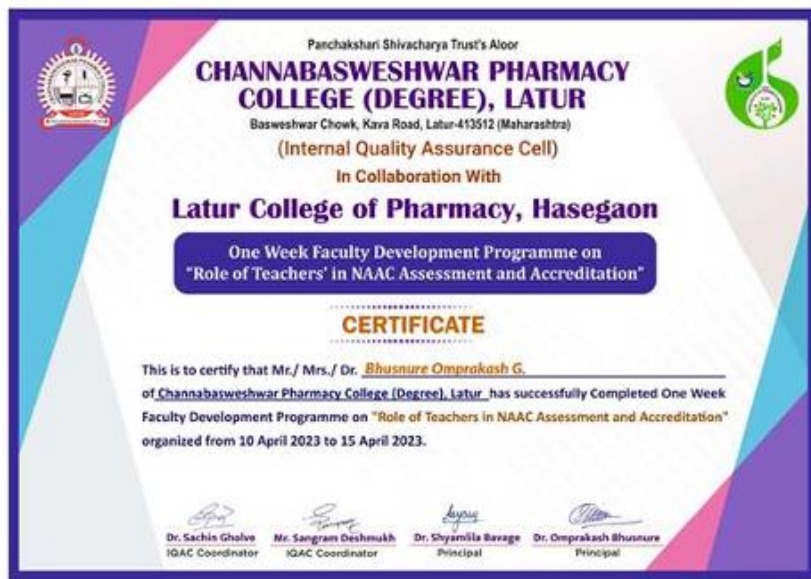 Panchakshari Shivacharya Trust's Aloor
CHANNABASWESHWAR PHARMACY
COLLEGE (DEGREE), LATUR
Basweshwar Chowk, Kava Road, Latur-413512 (Maharashtra)
(Internal Quality Assurance Cell)
In Collaboration With
Latur College of Pharmacy, Hasegaon
One Week Faculty Development Programme on
"Role of Teachers' in NAAC Assessment and Accreditation"
CERTIFICATE
This is to certify that Mr./ Mrs./ Dr. Bhusnure Omprakash G.
of Channabasweshwar Pharmacy College (Degree), Latur has successfully Completed One Week
Faculty Development Programme on "Role of Teachers in NAAC Assessment and Accreditation"
organized from 10 April 2023 to 15 April 2023.
Dr. Sachin Gholve Mr. Sangram Deshmukh Dr. Shyamlila Bavage Dr. Omprakash Bhusnure
IQAC Coordinator IQAC Coordinator Principal Principal